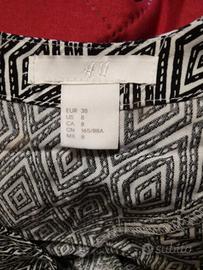 H&M
EUR 38
US 8
CA 8
CN 165/88A
MX 8
subito